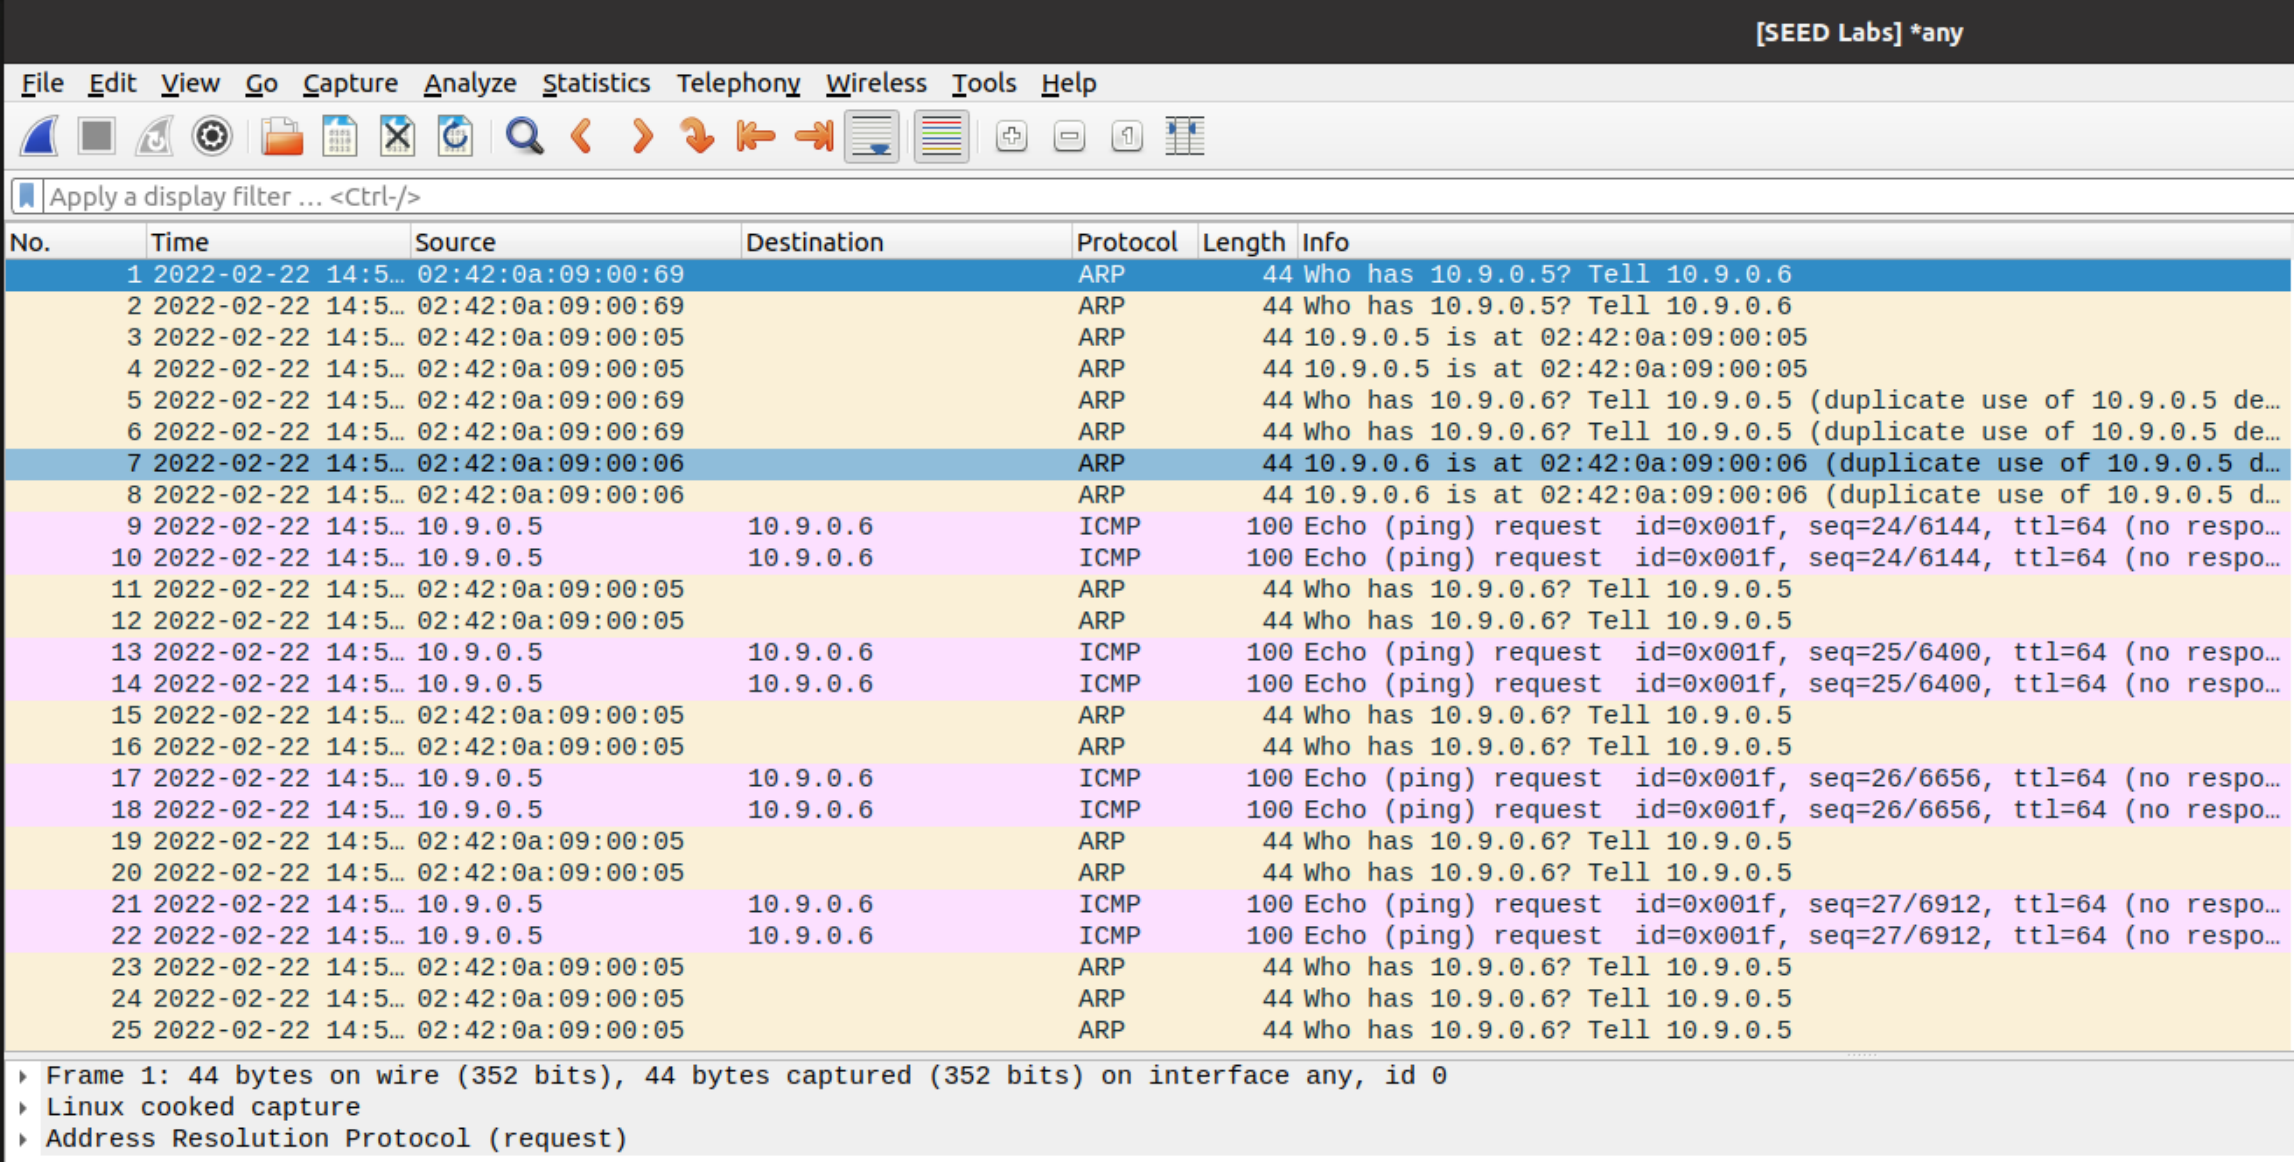 [SEED Labs] *any
File Edit View Go Capture Analyze Statistics Telephony Wireless Tools Help
Apply a display filter … <Ctrl-/>
No. Time Source Destination Protocol Length Info
1 2022-02-22 14:5… 02:42:0a:09:00:69 ARP 44 Who has 10.9.0.5? Tell 10.9.0.6
2 2022-02-22 14:5… 02:42:0a:09:00:69 ARP 44 Who has 10.9.0.5? Tell 10.9.0.6
3 2022-02-22 14:5… 02:42:0a:09:00:05 ARP 44 10.9.0.5 is at 02:42:0a:09:00:05
4 2022-02-22 14:5… 02:42:0a:09:00:05 ARP 44 10.9.0.5 is at 02:42:0a:09:00:05
5 2022-02-22 14:5… 02:42:0a:09:00:69 ARP 44 Who has 10.9.0.6? Tell 10.9.0.5 (duplicate use of 10.9.0.5 de…
6 2022-02-22 14:5… 02:42:0a:09:00:69 ARP 44 Who has 10.9.0.6? Tell 10.9.0.5 (duplicate use of 10.9.0.5 de…
7 2022-02-22 14:5… 02:42:0a:09:00:06 ARP 44 10.9.0.6 is at 02:42:0a:09:00:06 (duplicate use of 10.9.0.5 d…
8 2022-02-22 14:5… 02:42:0a:09:00:06 ARP 44 10.9.0.6 is at 02:42:0a:09:00:06 (duplicate use of 10.9.0.5 d…
9 2022-02-22 14:5… 10.9.0.5 10.9.0.6 ICMP 100 Echo (ping) request id=0x001f, seq=24/6144, ttl=64 (no respo…
10 2022-02-22 14:5… 10.9.0.5 10.9.0.6 ICMP 100 Echo (ping) request id=0x001f, seq=24/6144, ttl=64 (no respo…
11 2022-02-22 14:5… 02:42:0a:09:00:05 ARP 44 Who has 10.9.0.6? Tell 10.9.0.5
12 2022-02-22 14:5… 02:42:0a:09:00:05 ARP 44 Who has 10.9.0.6? Tell 10.9.0.5
13 2022-02-22 14:5… 10.9.0.5 10.9.0.6 ICMP 100 Echo (ping) request id=0x001f, seq=25/6400, ttl=64 (no respo…
14 2022-02-22 14:5… 10.9.0.5 10.9.0.6 ICMP 100 Echo (ping) request id=0x001f, seq=25/6400, ttl=64 (no respo…
15 2022-02-22 14:5… 02:42:0a:09:00:05 ARP 44 Who has 10.9.0.6? Tell 10.9.0.5
16 2022-02-22 14:5… 02:42:0a:09:00:05 ARP 44 Who has 10.9.0.6? Tell 10.9.0.5
17 2022-02-22 14:5… 10.9.0.5 10.9.0.6 ICMP 100 Echo (ping) request id=0x001f, seq=26/6656, ttl=64 (no respo…
18 2022-02-22 14:5… 10.9.0.5 10.9.0.6 ICMP 100 Echo (ping) request id=0x001f, seq=26/6656, ttl=64 (no respo…
19 2022-02-22 14:5… 02:42:0a:09:00:05 ARP 44 Who has 10.9.0.6? Tell 10.9.0.5
20 2022-02-22 14:5… 02:42:0a:09:00:05 ARP 44 Who has 10.9.0.6? Tell 10.9.0.5
21 2022-02-22 14:5… 10.9.0.5 10.9.0.6 ICMP 100 Echo (ping) request id=0x001f, seq=27/6912, ttl=64 (no respo…
22 2022-02-22 14:5… 10.9.0.5 10.9.0.6 ICMP 100 Echo (ping) request id=0x001f, seq=27/6912, ttl=64 (no respo…
23 2022-02-22 14:5… 02:42:0a:09:00:05 ARP 44 Who has 10.9.0.6? Tell 10.9.0.5
24 2022-02-22 14:5… 02:42:0a:09:00:05 ARP 44 Who has 10.9.0.6? Tell 10.9.0.5
25 2022-02-22 14:5… 02:42:0a:09:00:05 ARP 44 Who has 10.9.0.6? Tell 10.9.0.5
Frame 1: 44 bytes on wire (352 bits), 44 bytes captured (352 bits) on interface any, id 0
Linux cooked capture
Address Resolution Protocol (request)